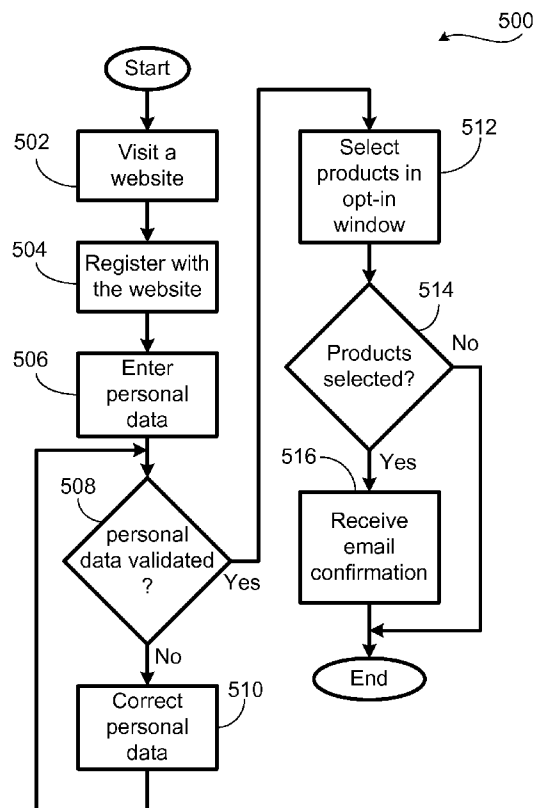 500
Start
502
Visit a
website
504
Register with
the website
506
Enter
personal
data
508
personal
data validated
?
Yes
No
510
Correct
personal
data
512
Select
products in
opt-in
window
514
Products
selected?
No
Yes
516
Receive
email
confirmation
End